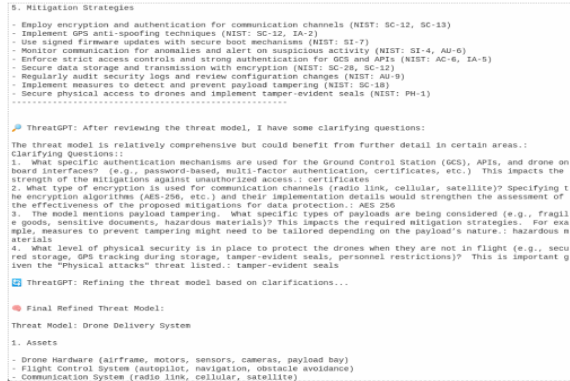 5. Mitigation Strategies
- Employ encryption and authentication for communication channels (NIST: SC-12, SC-13)
- Implement GPS anti-spoofing techniques (NIST: SC-12, IA-2)
- Use signed firmware updates with secure boot mechanisms (NIST: SI-7)
- Monitor communication for anomalies and alert on suspicious activity (NIST: SI-4, AU-6)
- Enforce strict access controls and strong authentication for GCS and APIs (NIST: AC-6, IA-5)
- Secure data storage and transmission with encryption (NIST: SC-28, SC-12)
- Regularly audit security logs and review configuration changes (NIST: AU-9)
- Implement measures to detect and prevent payload tampering (NIST: SC-18)
- Secure physical access to drones and implement tamper-evident seals (NIST: PH-1)
--------------------------------------------------
🔎 ThreatGPT: After reviewing the threat model, I have some clarifying questions:
The threat model is relatively comprehensive but could benefit from further detail in certain areas.:
Clarifying Questions::
1.  What specific authentication mechanisms are used for the Ground Control Station (GCS), APIs, and drone on
board interfaces?  (e.g., password-based, multi-factor authentication, certificates, etc.)  This impacts the
strength of the mitigations against unauthorized access.: certificates
2. What type of encryption is used for communication channels (radio link, cellular, satellite)? Specifying t
he encryption algorithms (AES-256, etc.) and their implementation details would strengthen the assessment of
the effectiveness of the proposed mitigations for data protection.: AES 256
3.  The model mentions payload tampering.  What specific types of payloads are being considered (e.g., fragil
e goods, sensitive documents, hazardous materials)? This impacts the required mitigation strategies.  For exa
mple, measures to prevent tampering might need to be tailored depending on the payload's nature.: hazardous m
aterials
4.  What level of physical security is in place to protect the drones when they are not in flight (e.g., secu
red storage, GPS tracking during storage, tamper-evident seals, personnel restrictions)?  This is important g
iven the "Physical attacks" threat listed.: tamper-evident seals
🔄 ThreatGPT: Refining the threat model based on clarifications...
🧠 Final Refined Threat Model:
Threat Model: Drone Delivery System
1. Assets
- Drone Hardware (airframe, motors, sensors, cameras, payload bay)
- Flight Control System (autopilot, navigation, obstacle avoidance)
- Communication System (radio link, cellular, satellite)